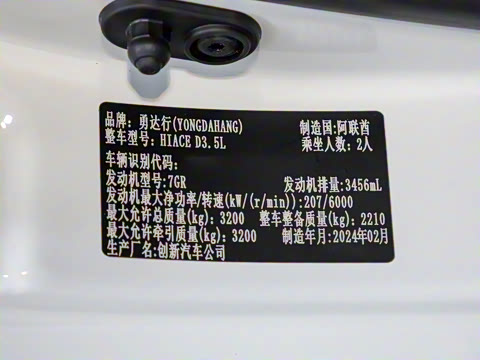 品牌：勇达行(YONGDAHANG) 制造国：阿联酋
整车型号：HIACE D3.5L 乘坐人数：2人
车辆识别代号：
发动机型号：7GR 发动机排量：3456mL
发动机最大净功率/转速(kW/(r/min))：207/6000
最大允许总质量(kg)：3200 整车整备质量(kg)：2210
最大允许牵引质量(kg)：3200 制造年月：2024年02月
生产厂名：创新汽车公司